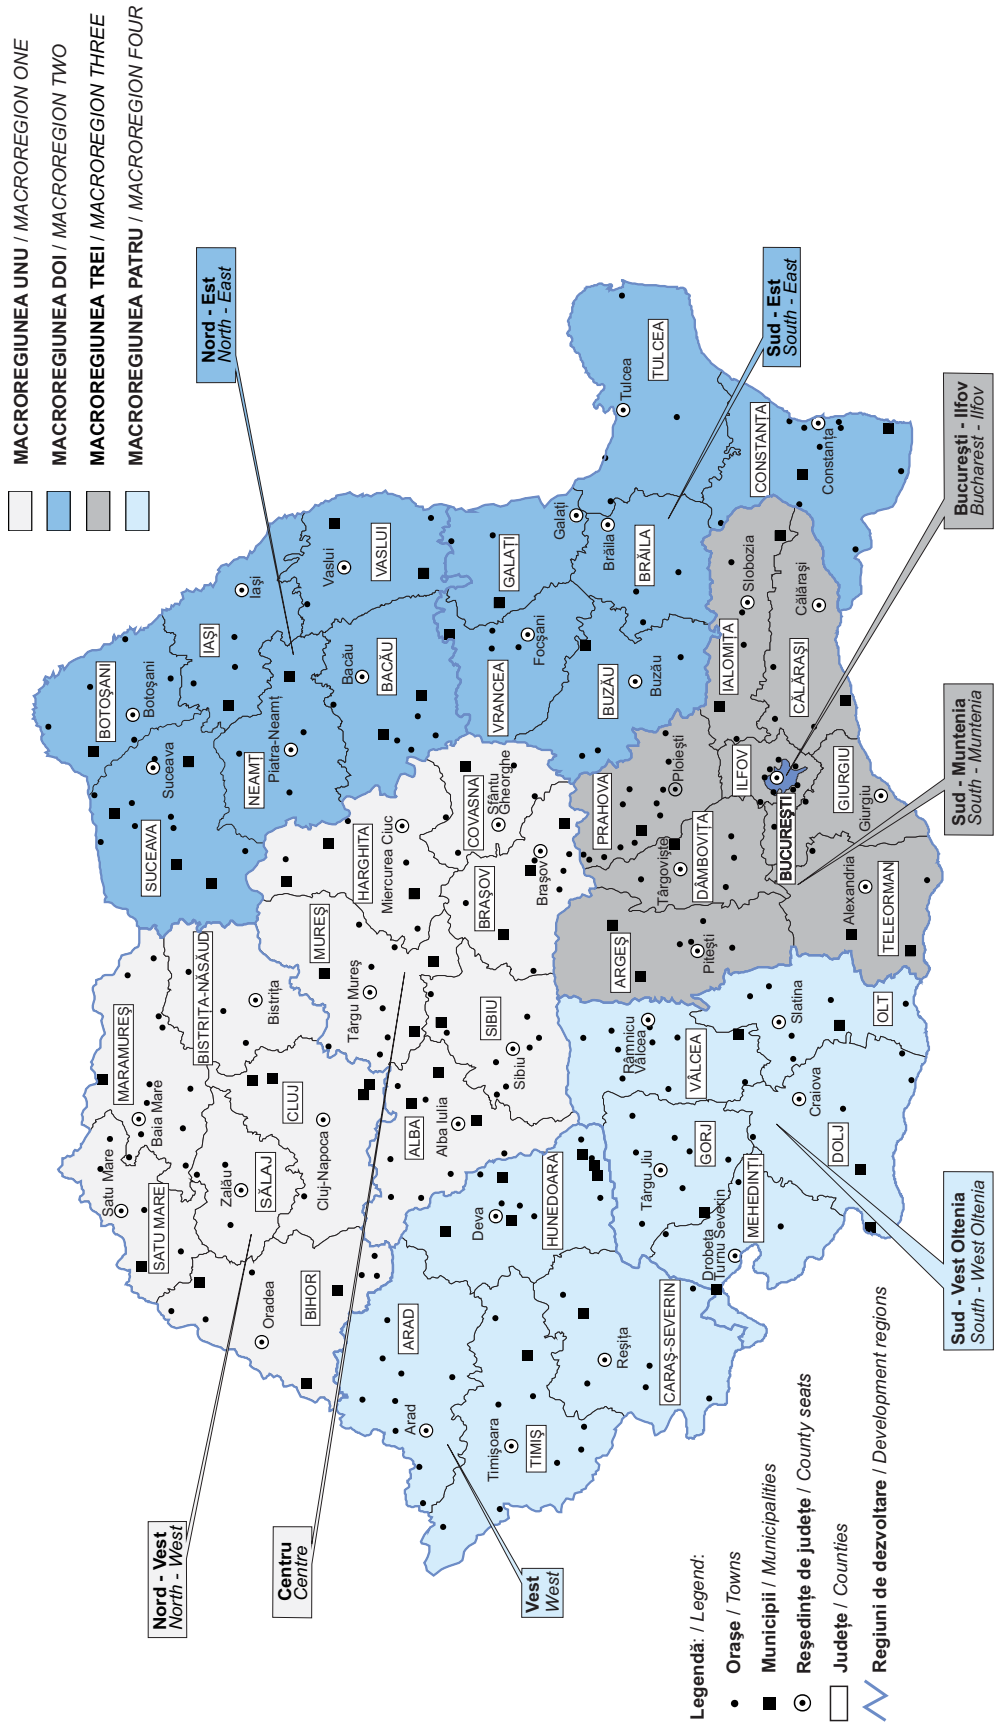 MACROREGIUNEA UNU / MACROREGION ONE
MACROREGIUNEA DOI / MACROREGION TWO
MACROREGIUNEA TREI / MACROREGION THREE
MACROREGIUNEA PATRU / MACROREGION FOUR
Nord - Vest
North - West
Centru
Centre
Vest
West
Nord - Est
North - East
Sud - Est
South - East
București - Ilfov
Bucharest - Ilfov
Sud - Muntenia
South - Muntenia
Sud - Vest Oltenia
South - West Oltenia
SATU MARE
Satu Mare
MARAMUREȘ
Baia Mare
BISTRIȚA-NĂSĂUD
Bistrița
SĂLAJ
Zalău
CLUJ
Cluj-Napoca
BIHOR
Oradea
SUCEAVA
Suceava
BOTOȘANI
Botoșani
IAȘI
Iași
NEAMȚ
Piatra-Neamț
BACĂU
Bacău
VASLUI
Vaslui
MUREȘ
Târgu Mureș
HARGHITA
Miercurea Ciuc
COVASNA
Sfântu
Gheorghe
BRAȘOV
Brașov
SIBIU
Sibiu
ALBA
Alba Iulia
ARAD
Arad
TIMIȘ
Timișoara
HUNEDOARA
Deva
CARAȘ-SEVERIN
Reșița
VRANCEA
Focșani
GALAȚI
Galați
BRĂILA
Brăila
BUZĂU
Buzău
TULCEA
Tulcea
CONSTANȚA
Constanța
PRAHOVA
Ploiești
DÂMBOVIȚA
Târgoviște
ARGEȘ
Pitești
IALOMIȚA
Slobozia
CĂLĂRAȘI
Călărași
ILFOV
BUCUREȘTI
GIURGIU
Giurgiu
TELEORMAN
Alexandria
VÂLCEA
Râmnicu
Vâlcea
GORJ
Târgu Jiu
MEHEDINȚI
Drobeta
Turnu Severin
DOLJ
Craiova
OLT
Slatina
Legendă: / Legend:
Orașe / Towns
Municipii / Municipalities
Reședințe de județe / County seats
Județe / Counties
Regiuni de dezvoltare / Development regions